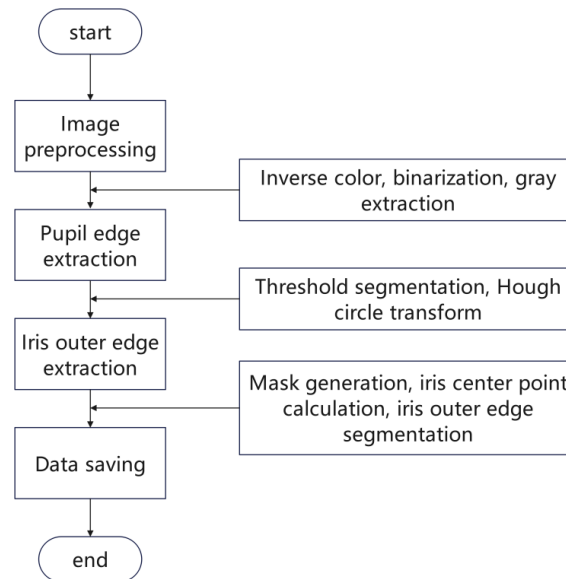 start
Image
preprocessing
Inverse color, binarization, gray
extraction
Pupil edge
extraction
Threshold segmentation, Hough
circle transform
Iris outer edge
extraction
Mask generation, iris center point
calculation, iris outer edge
segmentation
Data saving
end